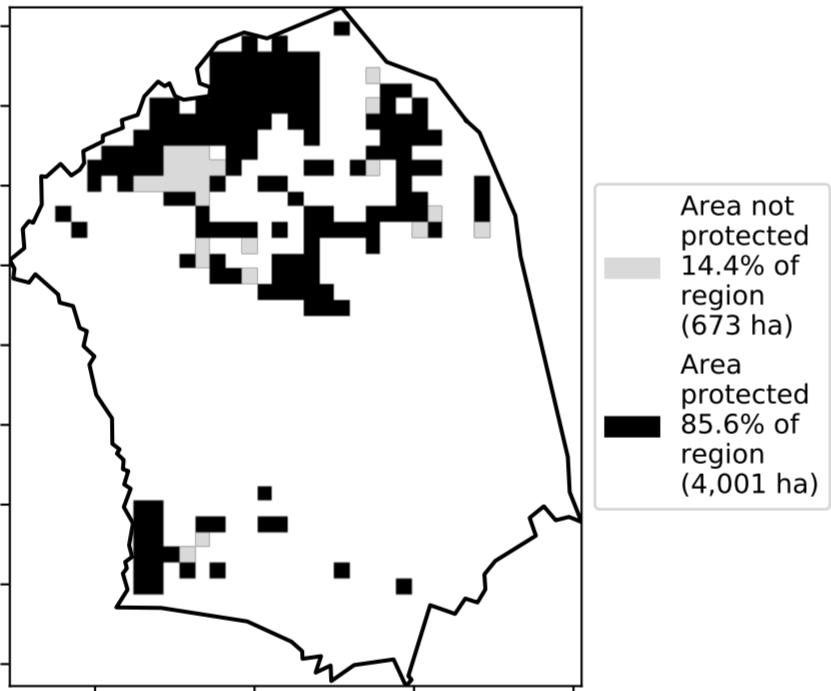 Area not
protected
14.4% of
region
(673 ha)
Area
protected
85.6% of
region
(4,001 ha)